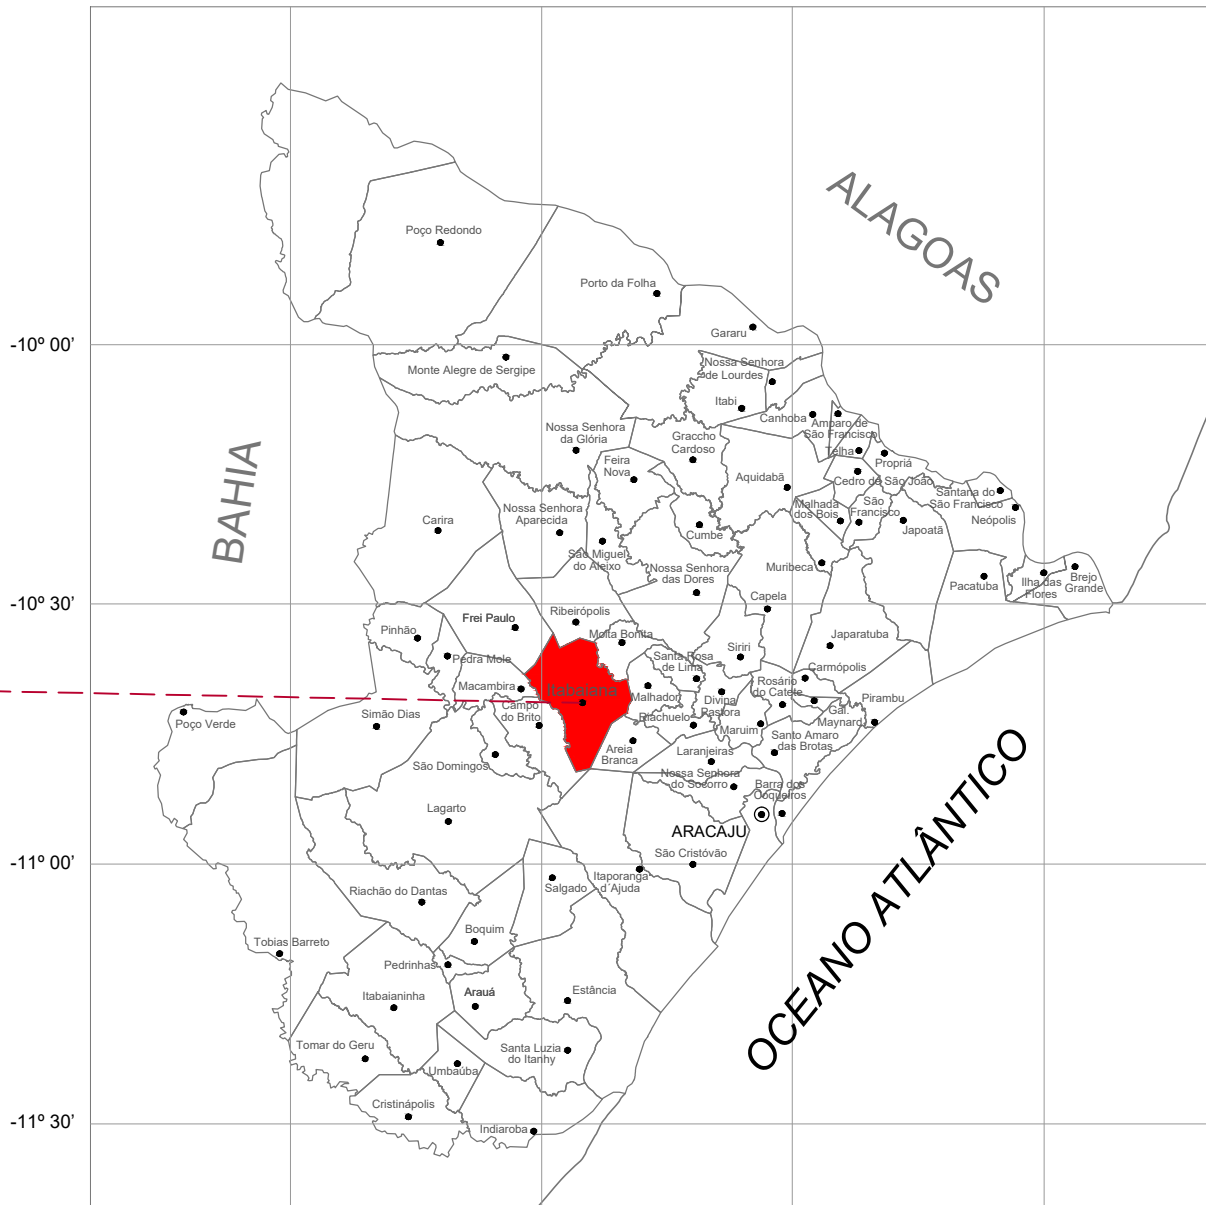 ALAGOAS
Poço Redondo
Porto da Folha
Gararu
-10º 00’
Monte Alegre de Sergipe
Nossa Senhora
de Lourdes
Itabi
Canhoba
Amparo de
São Francisco
Nossa Senhora
da Glória
Graccho
Cardoso
Telha
Propriá
BAHIA
Feira
Nova
Aquidabã
Cedro de São João
Santana do
São Francisco
Neópolis
Malhada
dos Bois
São
Francisco
Japoatã
Carira
Nossa Senhora
Aparecida
São Miguel
do Aleixo
Cumbe
Nossa Senhora
das Dores
Muribeca
Pacatuba
Ilha das
Flores
Brejo
Grande
-10º 30’
Capela
Frei Paulo
Ribeirópolis
Pinhão
Moita Bonita
Japaratuba
Pedra Mole
Santa Rosa
de Lima
Siriri
Carmópolis
Macambira
Itabaiana
Malhador
Divina
Pastora
Rosário
do Catete
Pirambu
Gal.
Maynard
Poço Verde
Simão Dias
Campo
do Brito
Riachuelo
Maruim
Santo Amaro
das Brotas
São Domingos
Areia
Branca
Laranjeiras
Nossa Senhora
do Socorro
Barra dos
Coqueiros
Lagarto
ARACAJU
OCEANO ATLÂNTICO
-11º 00’
São Cristóvão
Itaporanga
d´Ajuda
Salgado
Riachão do Dantas
Boquim
Tobias Barreto
Pedrinhas
Itabaianinha
Arauá
Estância
Tomar do Geru
Santa Luzia
do Itanhy
Umbaúba
Cristinápolis
-11º 30’
Indiaroba